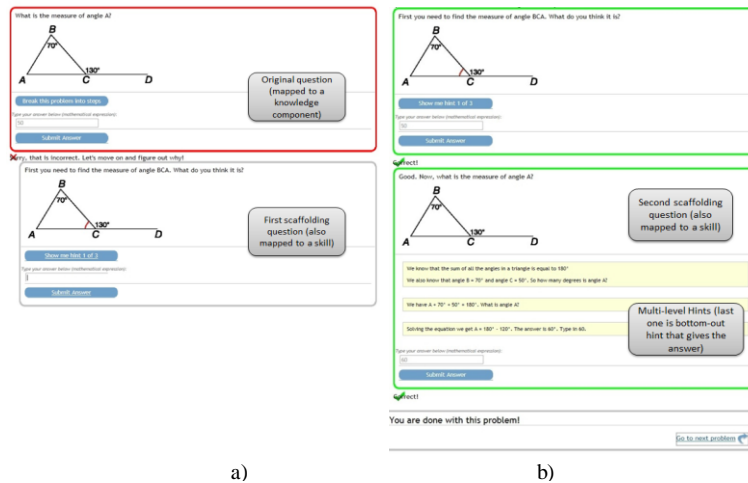 What is the measure of angle A?
B
70°
130°
A
C
D
Break this problem into steps
Type your answer below (mathematical expression):
50
Submit Answer
Original question
(mapped to a
knowledge
component)
Sorry, that is incorrect. Let's move on and figure out why!
First you need to find the measure of angle BCA. What do you think it is?
B
70°
130°
A
C
D
Show me hint 1 of 3
Type your answer below (mathematical expression):
Submit Answer
First scaffolding
question (also
mapped to a skill)
a)
First you need to find the measure of angle BCA. What do you think it is?
B
70°
130°
A
C
D
Show me hint 1 of 3
Type your answer below (mathematical expression):
50
Submit Answer
Correct!
Good. Now, what is the measure of angle A?
B
70°
130°
A
C
D
Second scaffolding
question (also
mapped to a skill)
We know that the sum of all the angles in a triangle is equal to 180°
We also know that angle B = 70° and angle C = 50°. So how many degrees is angle A?
We have A + 70° + 50° = 180°. What is angle A?
Solving the equation we get A = 180° - 120°. The answer is 60°. Type in 60.
Multi-level Hints (last
one is bottom-out
hint that gives the
answer)
Type your answer below (mathematical expression):
60
Submit Answer
Correct!
You are done with this problem!
Go to next problem
b)